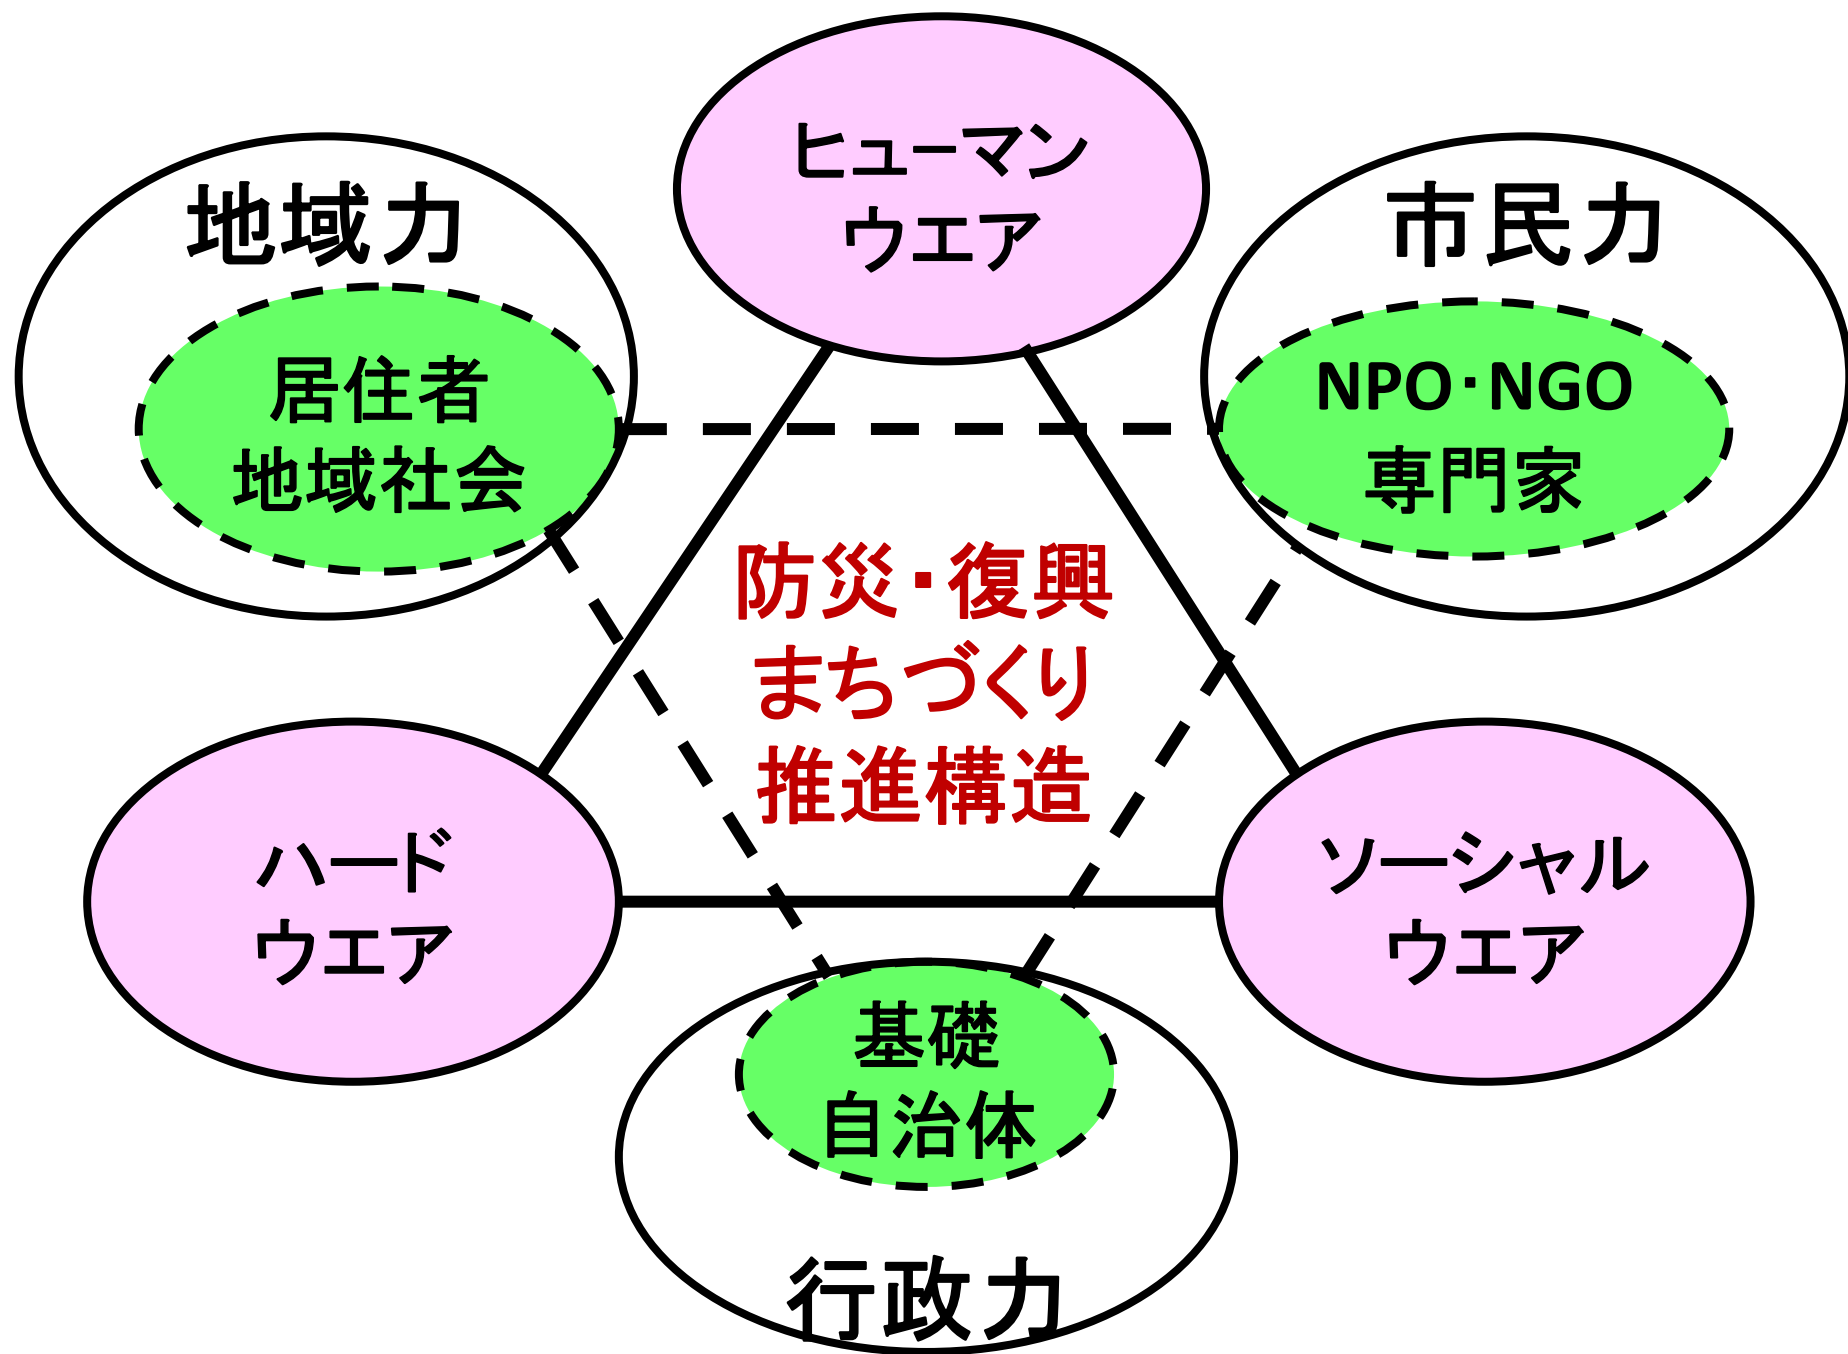 ヒューマン
ウエア
地域力
居住者
地域社会
市民力
NPO・NGO
専門家
防災・復興
まちづくり
推進構造
ハード
ウエア
ソーシャル
ウエア
基礎
自治体
行政力